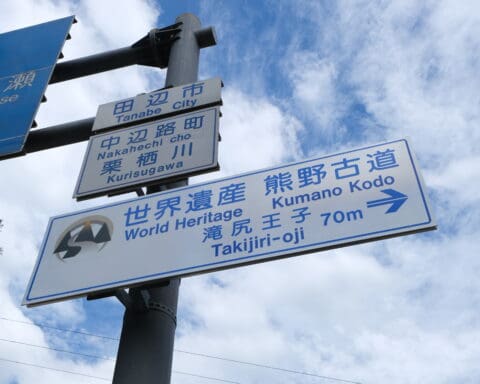 瀬
se
田辺市
Tanabe City
中辺路町
Nakahechi cho
栗栖川
Kurisugawa
世界遺産 熊野古道
World Heritage Kumano Kodo
滝尻王子 70m
Takijiri-oji